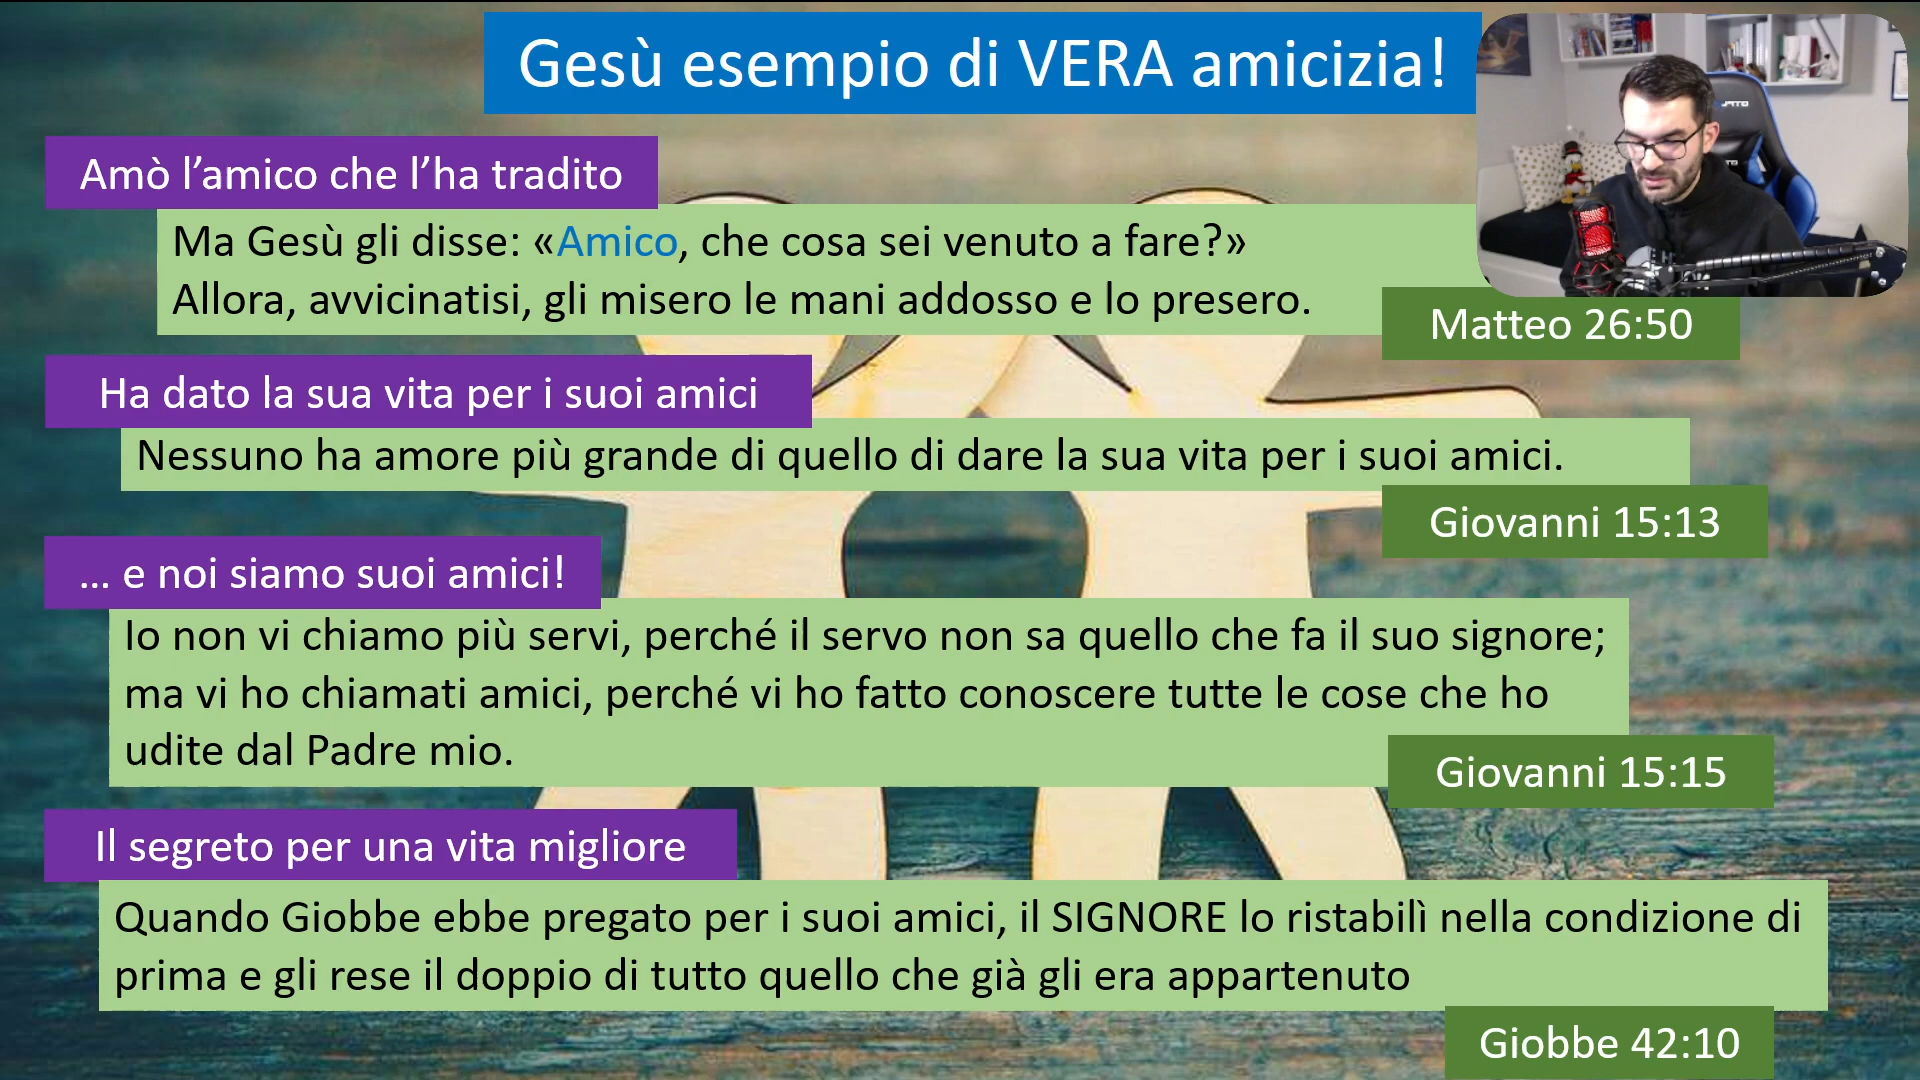 Gesù esempio di VERA amicizia!
Amò l’amico che l’ha tradito
Ma Gesù gli disse: «Amico, che cosa sei venuto a fare?»
Allora, avvicinatisi, gli misero le mani addosso e lo presero.
Matteo 26:50
Ha dato la sua vita per i suoi amici
Nessuno ha amore più grande di quello di dare la sua vita per i suoi amici.
Giovanni 15:13
... e noi siamo suoi amici!
Io non vi chiamo più servi, perché il servo non sa quello che fa il suo signore;
ma vi ho chiamati amici, perché vi ho fatto conoscere tutte le cose che ho
udite dal Padre mio.
Giovanni 15:15
Il segreto per una vita migliore
Quando Giobbe ebbe pregato per i suoi amici, il SIGNORE lo ristabilì nella condizione di
prima e gli rese il doppio di tutto quello che già gli era appartenuto
Giobbe 42:10